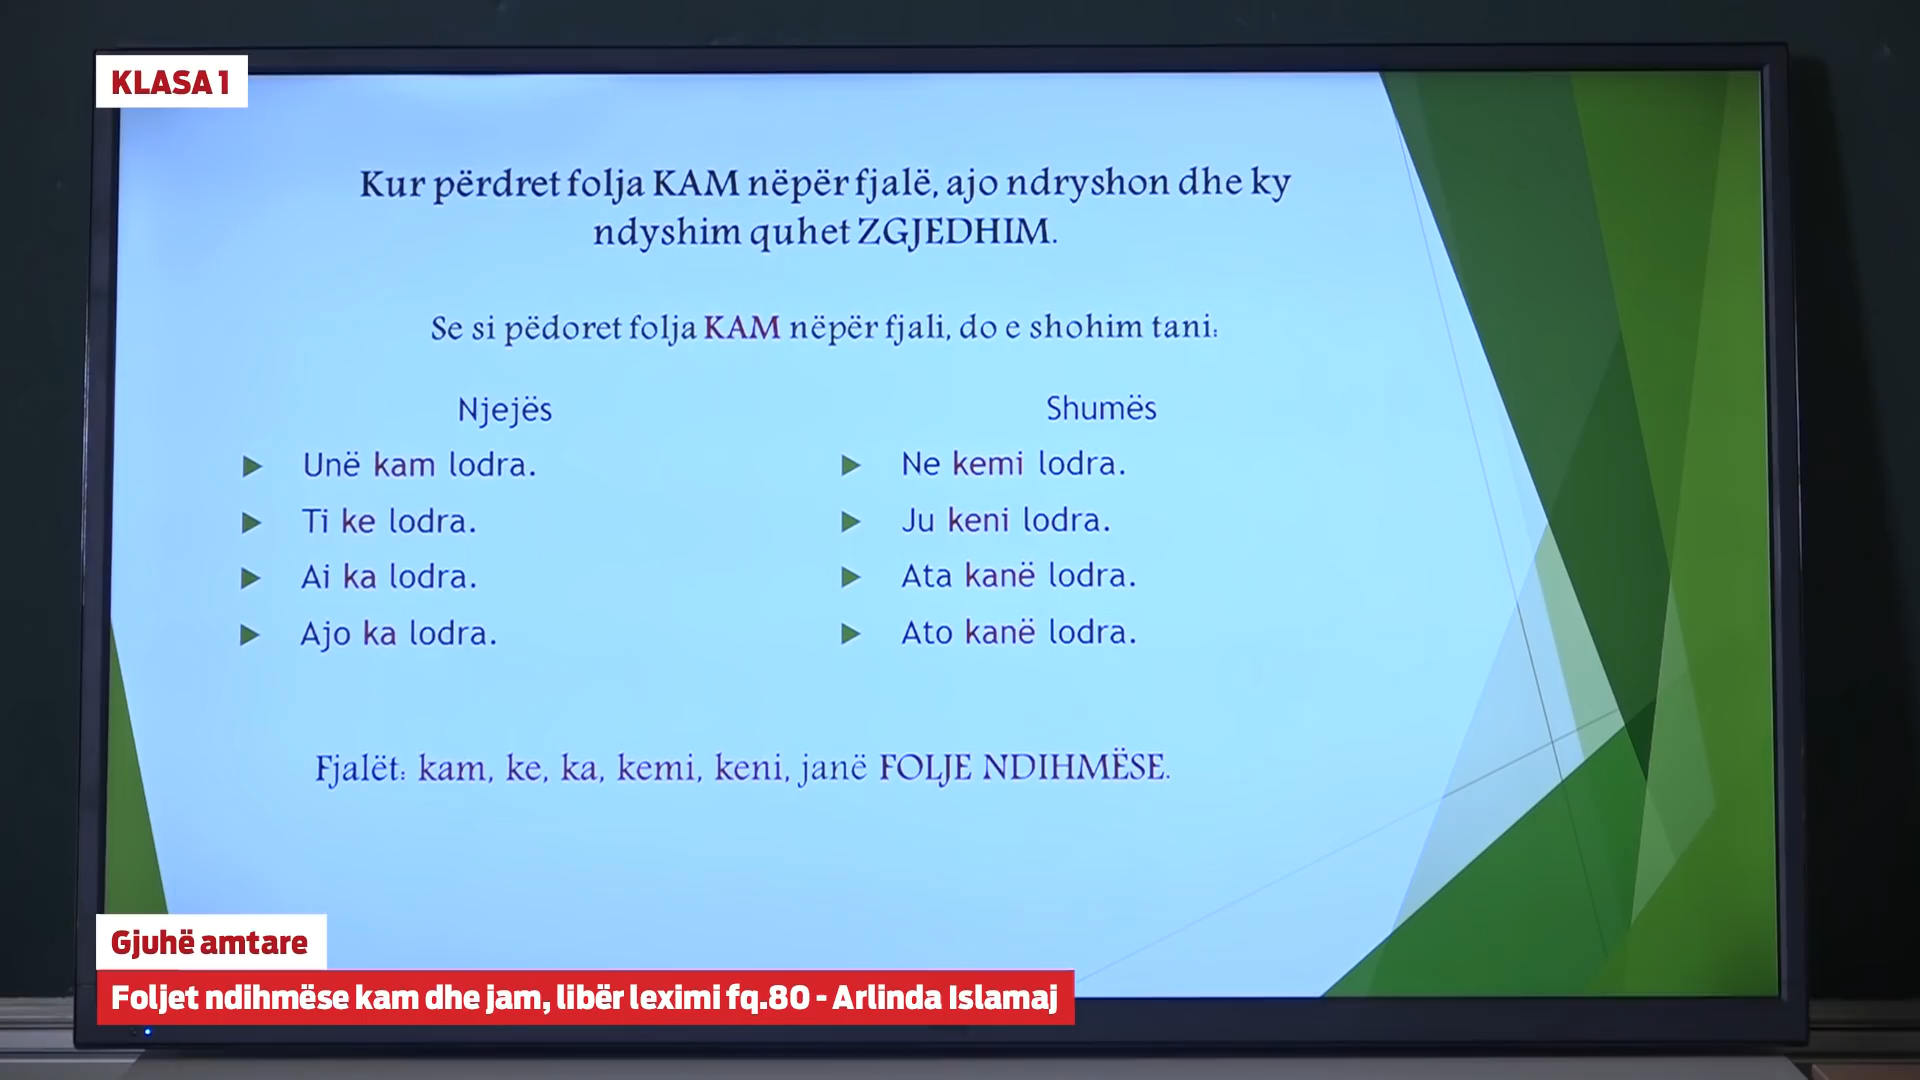 KLASA 1
Kur përdret folja KAM nëpër fjalë, ajo ndryshon dhe ky
ndyshim quhet ZGJEDHIM.
Se si pëdoret folja KAM nëpër fjali, do e shohim tani:
Njejës
Unë kam lodra.
Ti ke lodra.
Ai ka lodra.
Ajo ka lodra.
Shumës
Ne kemi lodra.
Ju keni lodra.
Ata kanë lodra.
Ato kanë lodra.
Fjalët: kam, ke, ka, kemi, keni, janë FOLJE NDIHMËSE.
Gjuhë amtare
Foljet ndihmëse kam dhe jam, libër leximi fq.80 - Arlinda Islamaj